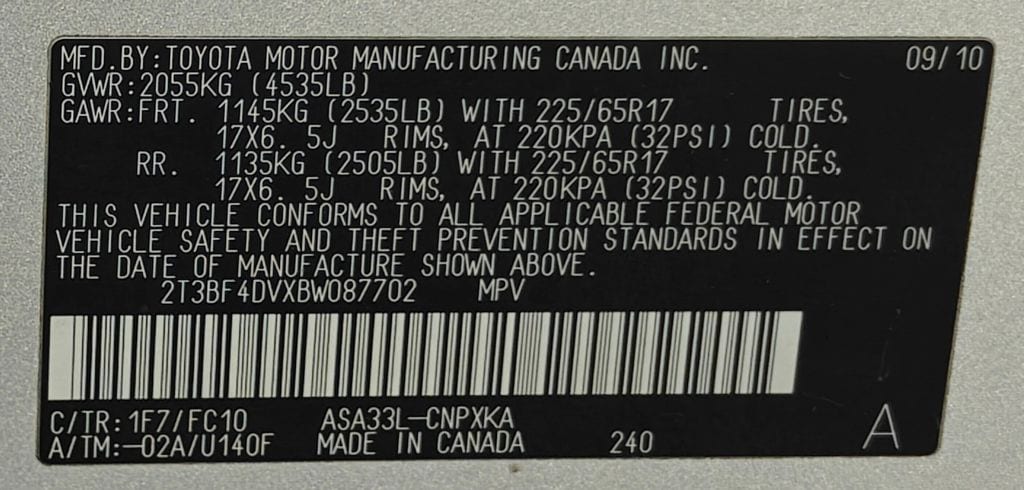 MFD.BY:TOYOTA MOTOR MANUFACTURING CANADA INC. 09/10
GVWR:2055KG (4535LB)
GAWR:FRT. 1145KG (2535LB) WITH 225/65R17 TIRES,
17X6. 5J RIMS, AT 220KPA (32PSI) COLD.
RR. 1135KG (2505LB) WITH 225/65R17 TIRES,
17X6. 5J RIMS, AT 220KPA (32PSI) COLD.
THIS VEHICLE CONFORMS TO ALL APPLICABLE FEDERAL MOTOR
VEHICLE SAFETY AND THEFT PREVENTION STANDARDS IN EFFECT ON
THE DATE OF MANUFACTURE SHOWN ABOVE.
2T3BF4DVXBW087702 MPV
C/TR:1F7/FC10 ASA33L-CNPXKA
A/TM:-02A/U140F MADE IN CANADA 240 A